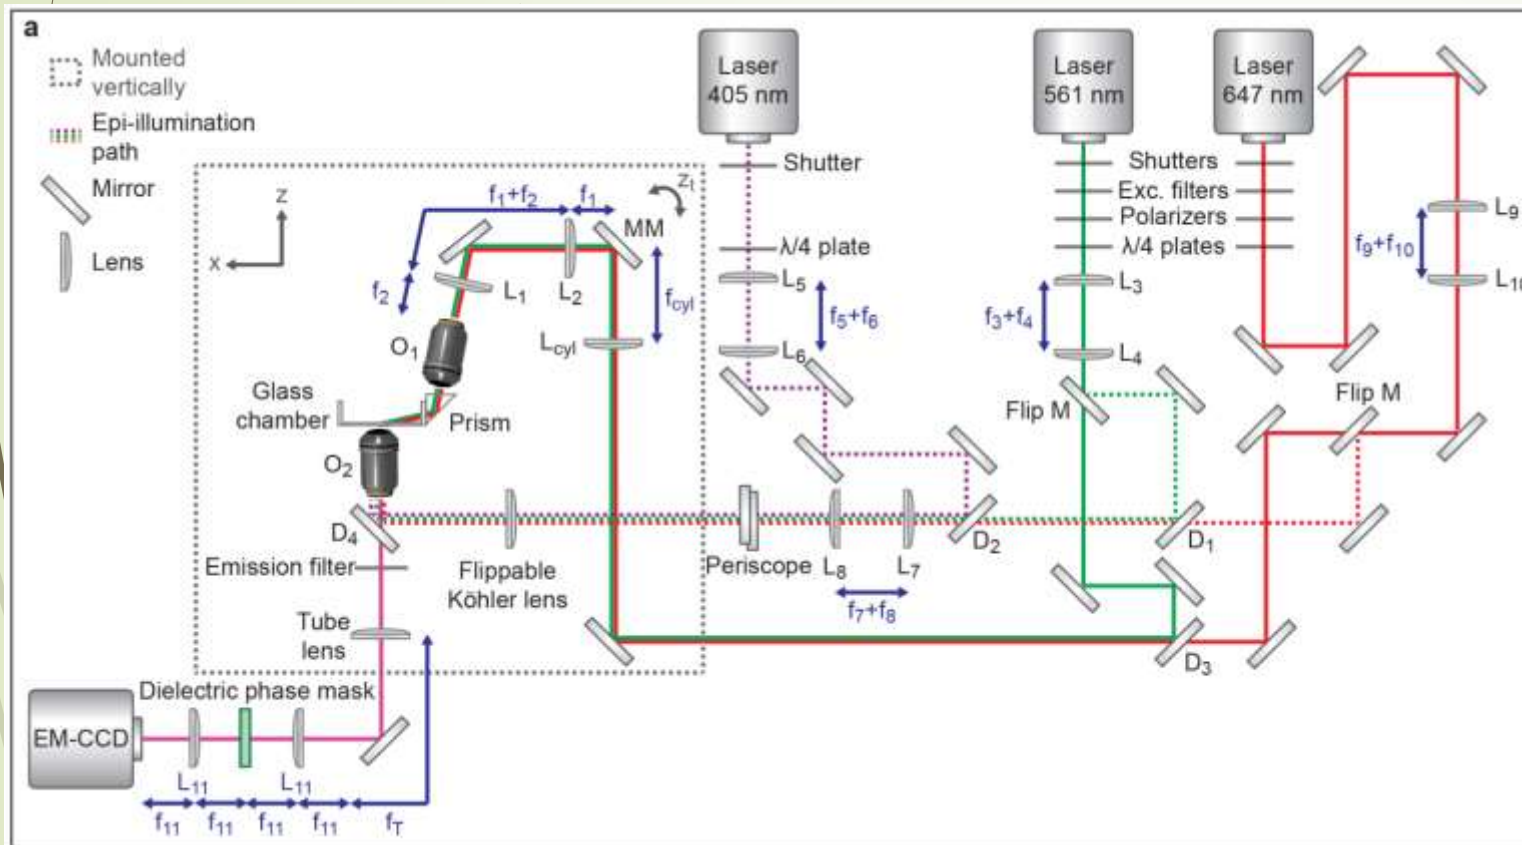 a
Mounted
vertically
Epi-illumination
path
Mirror
Lens
Z
X
Laser
405 nm
Laser
561 nm
Laser
647 nm
Shutter
Shutters
Exc. filters
Polarizers
λ/4 plate
λ/4 plates
f₁+f₂
f₁
zₜ
MM
f₂
L₁
L₂
f_cyl
L_cyl
O₁
Glass
chamber
Prism
O₂
L₅
f₅+f₆
L₆
L₃
f₃+f₄
L₄
L₉
f₉+f₁₀
L₁₀
Flip M
Flip M
D₄
D₂
D₁
Emission filter
Flippable
Köhler lens
Periscope
L₈
L₇
f₇+f₈
Tube
lens
D₃
Dielectric phase mask
EM-CCD
L₁₁
L₁₁
f₁₁
f₁₁
f₁₁
f₁₁
f_T